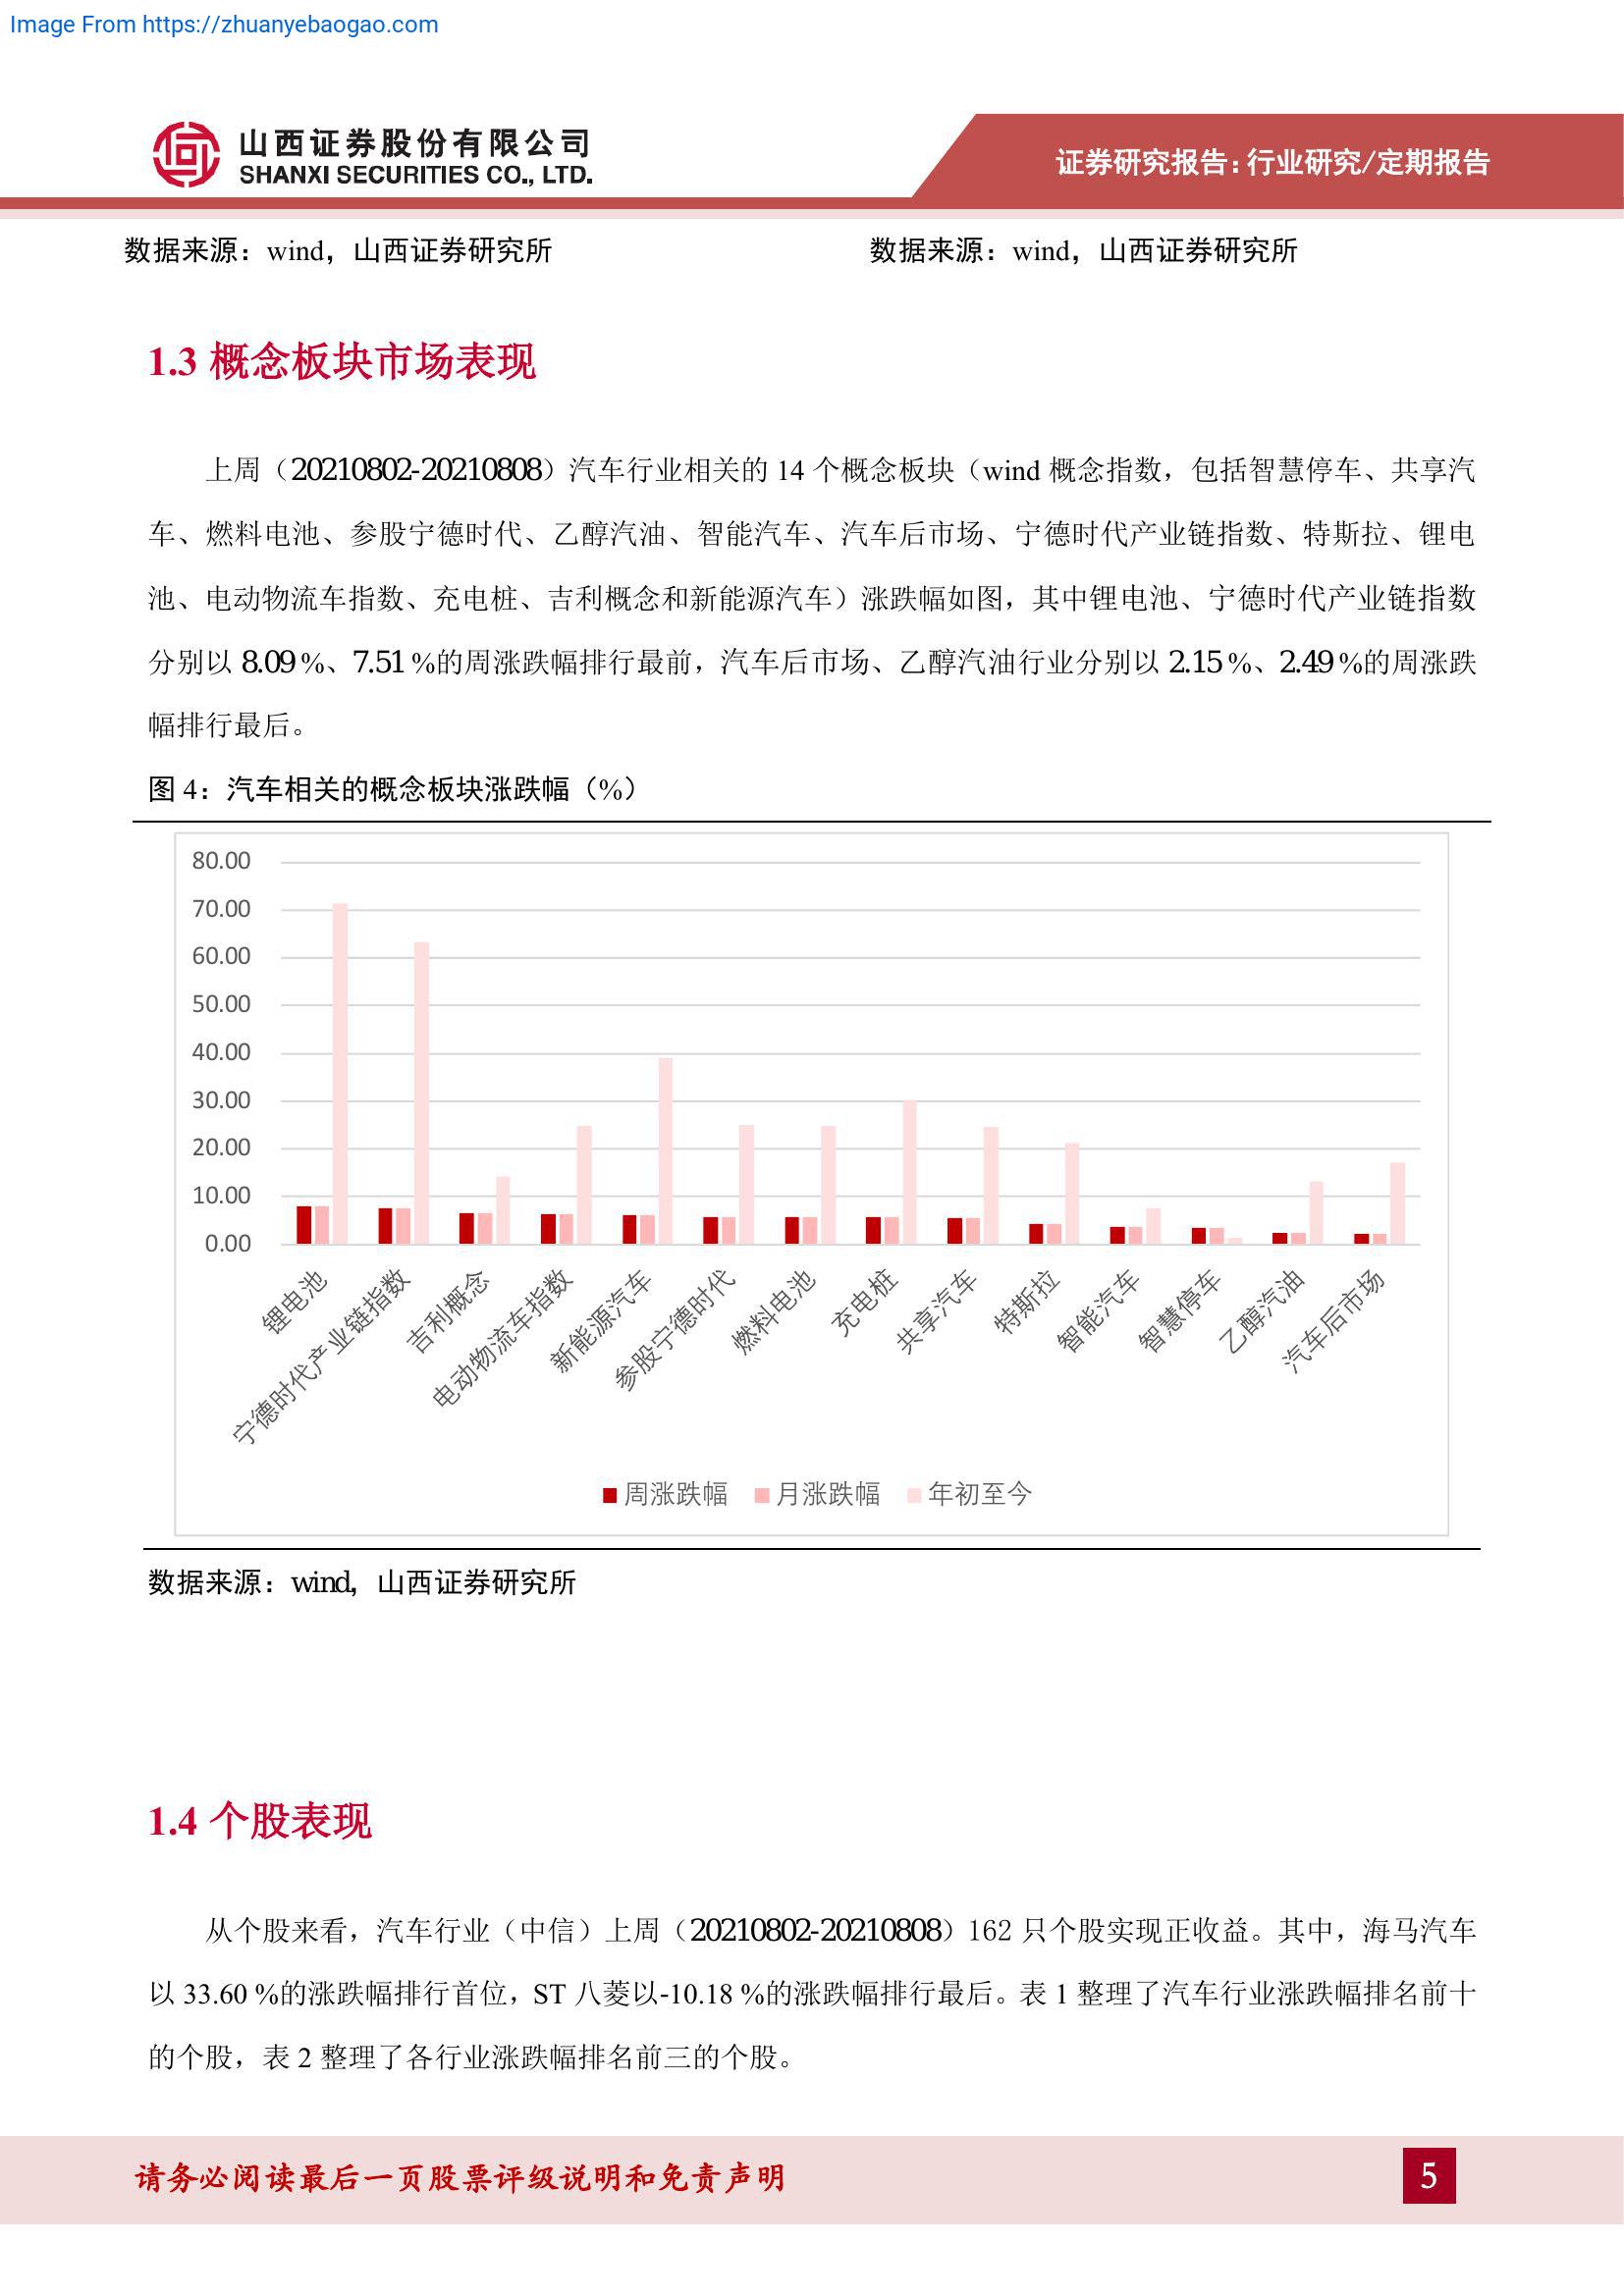 Image From https://zhuanyebaogao.com
山西证券股份有限公司
SHANXI SECURITIES CO., LTD.
证券研究报告：行业研究/定期报告
数据来源：wind，山西证券研究所
数据来源：wind，山西证券研究所
1.3 概念板块市场表现
上周（20210802-20210808）汽车行业相关的 14 个概念板块（wind 概念指数，包括智慧停车、共享汽
车、燃料电池、参股宁德时代、乙醇汽油、智能汽车、汽车后市场、宁德时代产业链指数、特斯拉、锂电
池、电动物流车指数、充电桩、吉利概念和新能源汽车）涨跌幅如图，其中锂电池、宁德时代产业链指数
分别以 8.09 %、7.51 %的周涨跌幅排行最前，汽车后市场、乙醇汽油行业分别以 2.15 %、2.49 %的周涨跌
幅排行最后。
图 4：汽车相关的概念板块涨跌幅（%）
80.00
70.00
60.00
50.00
40.00
30.00
20.00
10.00
0.00
锂电池
宁德时代产业链指数
吉利概念
电动物流车指数
新能源汽车
参股宁德时代
燃料电池
充电桩
共享汽车
特斯拉
智能汽车
智慧停车
乙醇汽油
汽车后市场
周涨跌幅 月涨跌幅 年初至今
数据来源：wind，山西证券研究所
1.4 个股表现
从个股来看，汽车行业（中信）上周（20210802-20210808）162 只个股实现正收益。其中，海马汽车
以 33.60 %的涨跌幅排行首位，ST 八菱以-10.18 %的涨跌幅排行最后。表 1 整理了汽车行业涨跌幅排名前十
的个股，表 2 整理了各行业涨跌幅排名前三的个股。
请务必阅读最后一页股票评级说明和免责声明
5